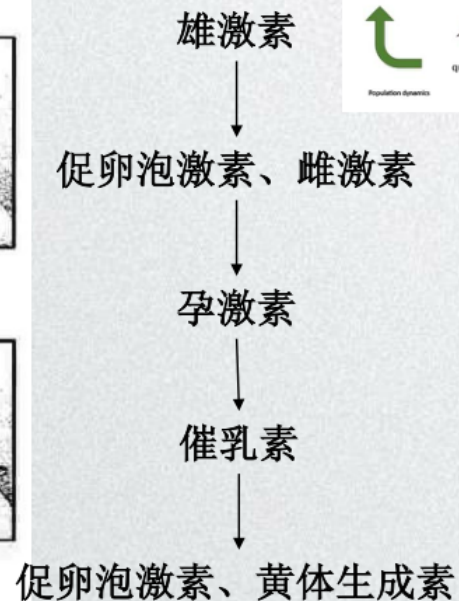 雄激素
Population dynamics
促卵泡激素、雌激素
孕激素
催乳素
促卵泡激素、黄体生成素